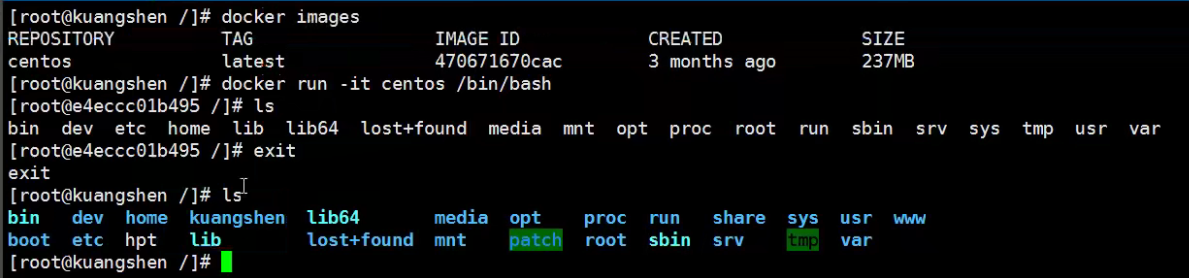 [root@kuangshen /]# docker images
REPOSITORY TAG IMAGE ID CREATED SIZE
centos latest 470671670cac 3 months ago 237MB
[root@kuangshen /]# docker run -it centos /bin/bash
[root@e4eccc01b495 /]# ls
bin dev etc home lib lib64 lost+found media mnt opt proc root run sbin srv sys tmp usr var
[root@e4eccc01b495 /]# exit
exit
[root@kuangshen /]# ls
bin dev home kuangshen lib64 media opt proc run share sys usr www
boot etc hpt lib lost+found mnt patch root sbin srv tmp var
[root@kuangshen /]#